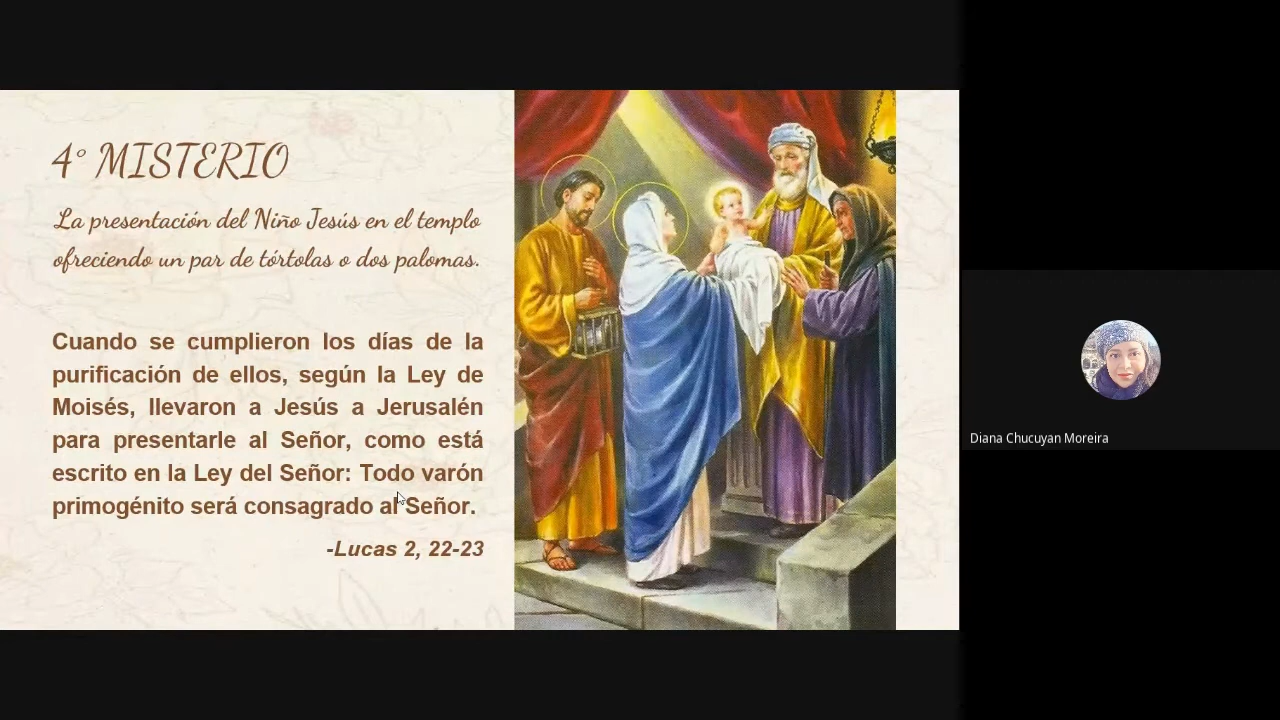 4° MISTERIO
La presentación del Niño Jesús en el templo
ofreciendo un par de tórtolas o dos palomas.
Cuando se cumplieron los días de la
purificación de ellos, según la Ley de
Moisés, llevaron a Jesús a Jerusalén
para presentarle al Señor, como está
escrito en la Ley del Señor: Todo varón
primogénito será consagrado al Señor.
-Lucas 2, 22-23
Diana Chucuyan Moreira